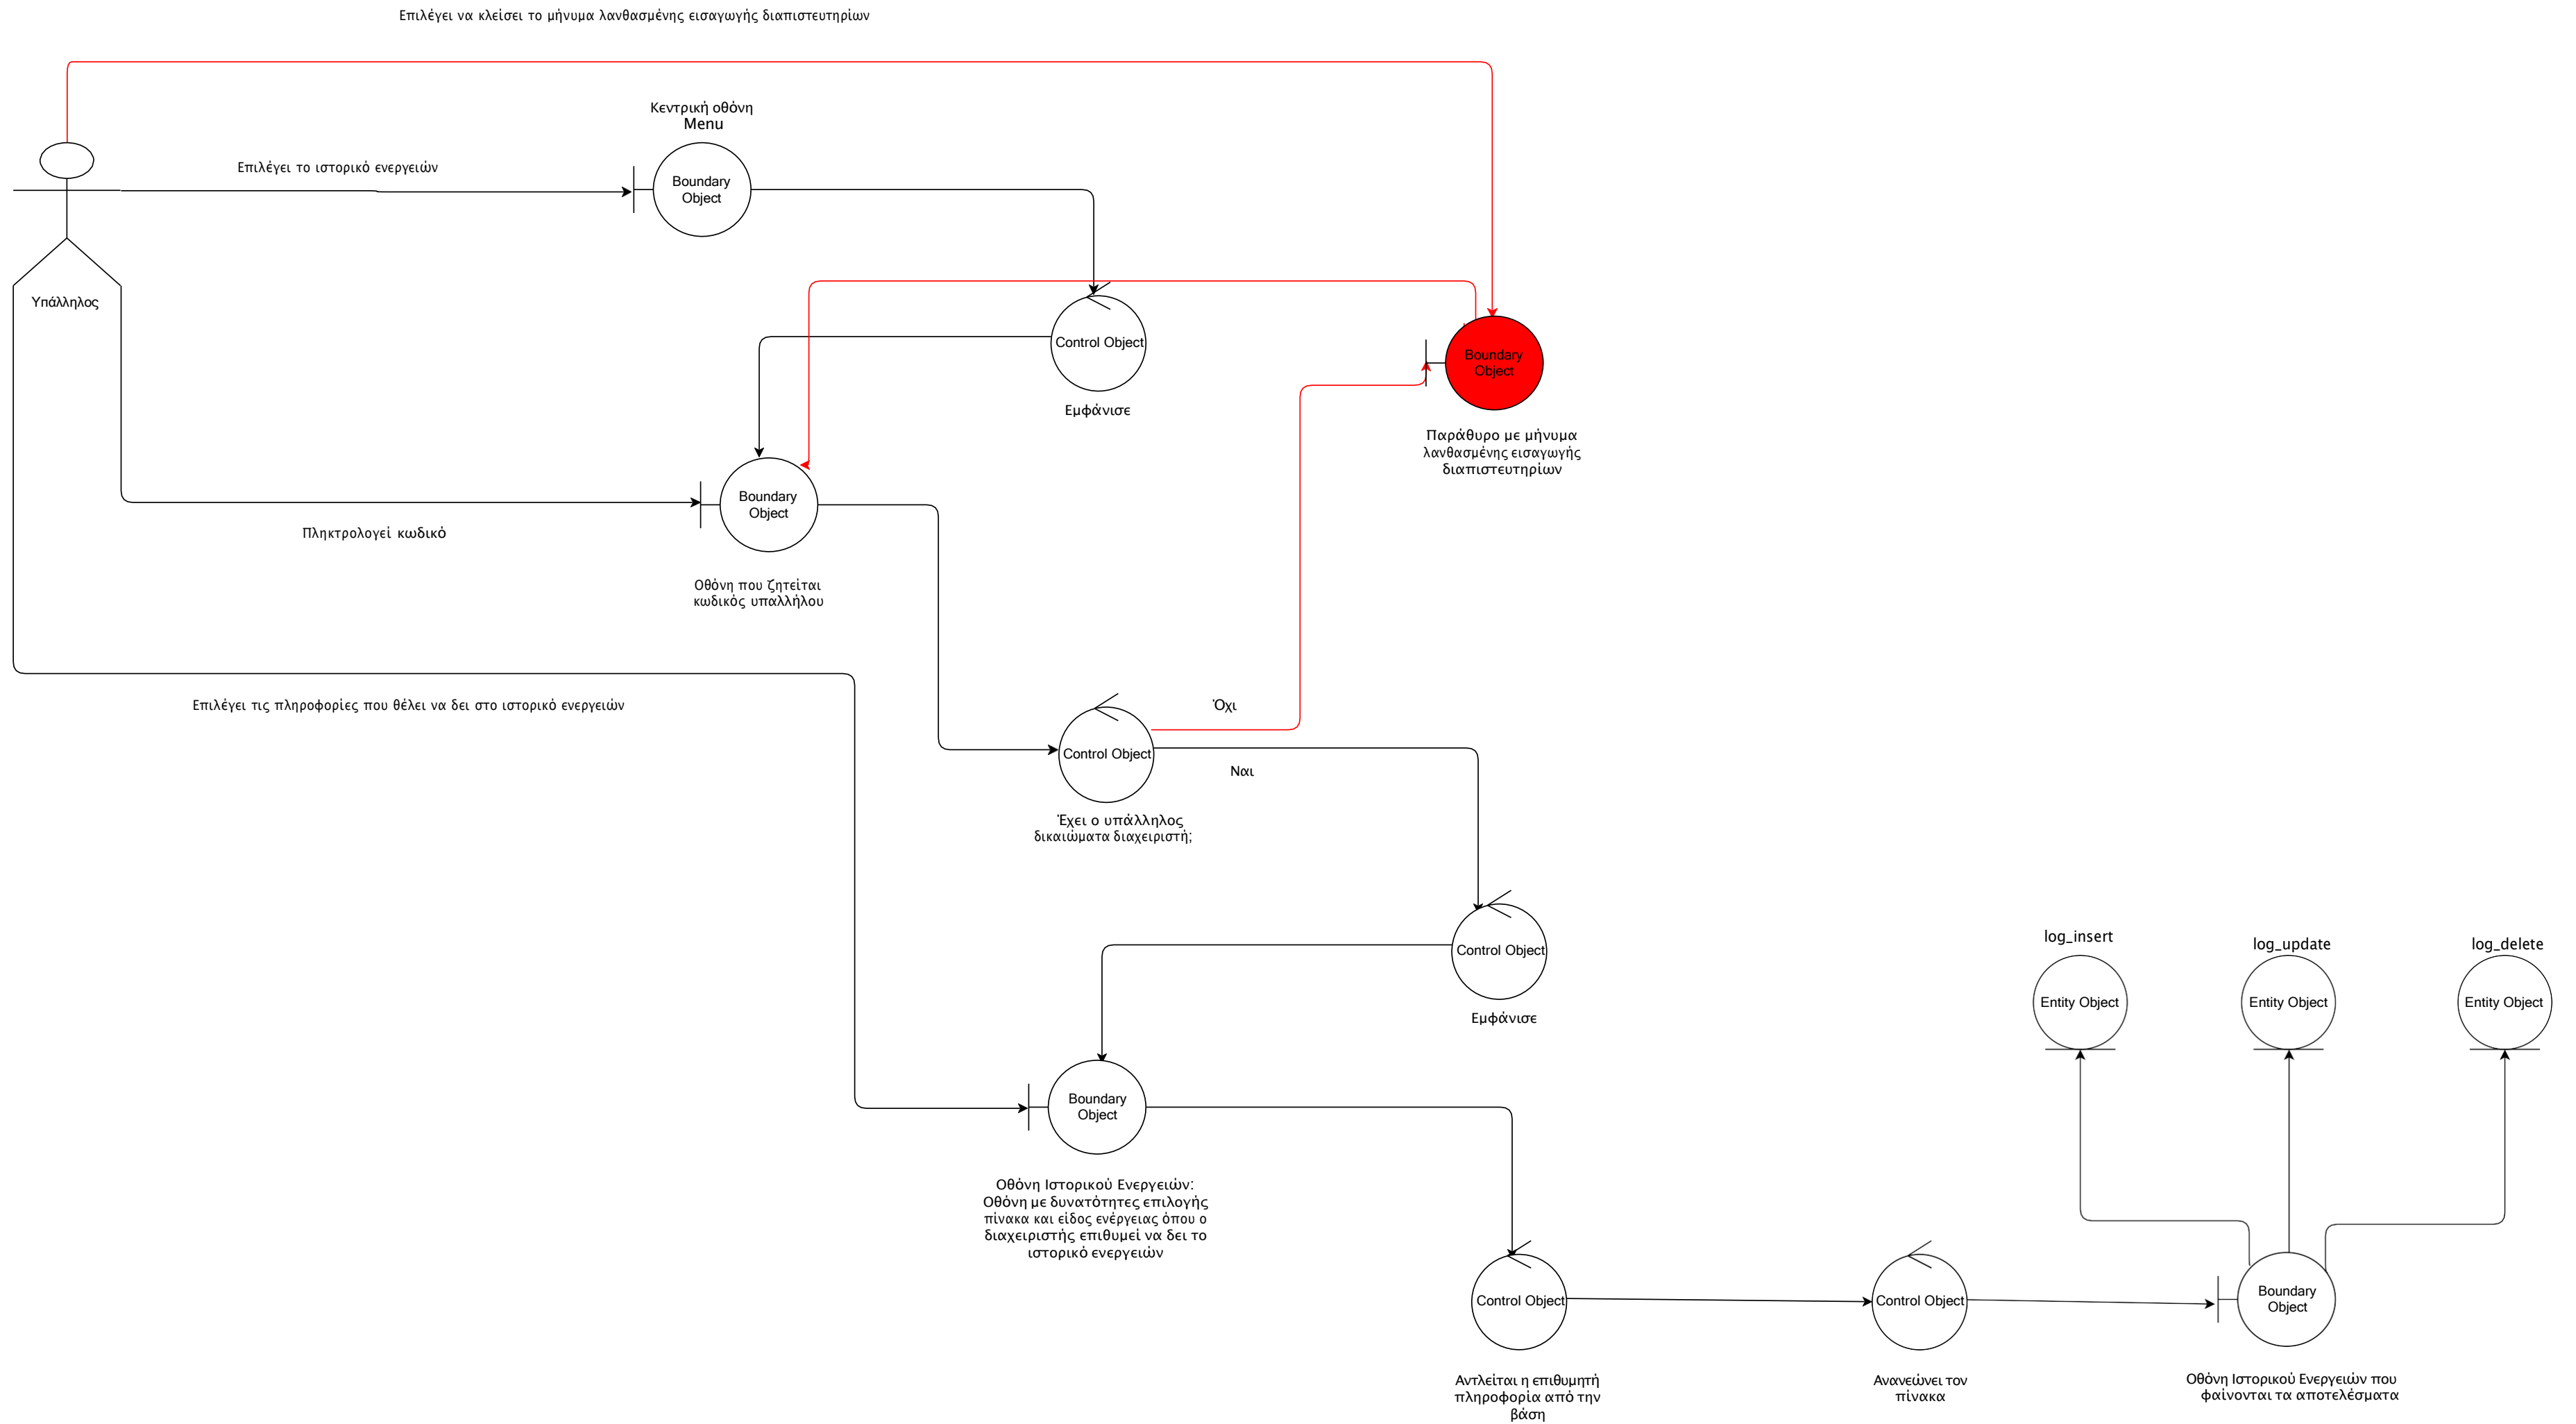 Επιλέγει να κλείσει το μήνυμα λανθασμένης εισαγωγής διαπιστευτηρίων
Κεντρική οθόνη
Menu
Επιλέγει το ιστορικό ενεργειών
Boundary
Object
Υπάλληλος
Control Object
Εμφάνισε
Boundary
Object
Παράθυρο με μήνυμα
λανθασμένης εισαγωγής
διαπιστευτηρίων
Boundary
Object
Πληκτρολογεί κωδικό
Οθόνη που ζητείται
κωδικός υπαλλήλου
Επιλέγει τις πληροφορίες που θέλει να δει στο ιστορικό ενεργειών
Όχι
Control Object
Ναι
Έχει ο υπάλληλος
δικαιώματα διαχειριστή;
Control Object
Εμφάνισε
log_insert
log_update
log_delete
Entity Object
Entity Object
Entity Object
Boundary
Object
Οθόνη Ιστορικού Ενεργειών:
Οθόνη με δυνατότητες επιλογής
πίνακα και είδος ενέργειας όπου ο
διαχειριστής επιθυμεί να δει το
ιστορικό ενεργειών
Control Object
Αντλείται η επιθυμητή
πληροφορία από την
βάση
Control Object
Ανανεώνει τον
πίνακα
Boundary
Object
Οθόνη Ιστορικού Ενεργειών που
φαίνονται τα αποτελέσματα